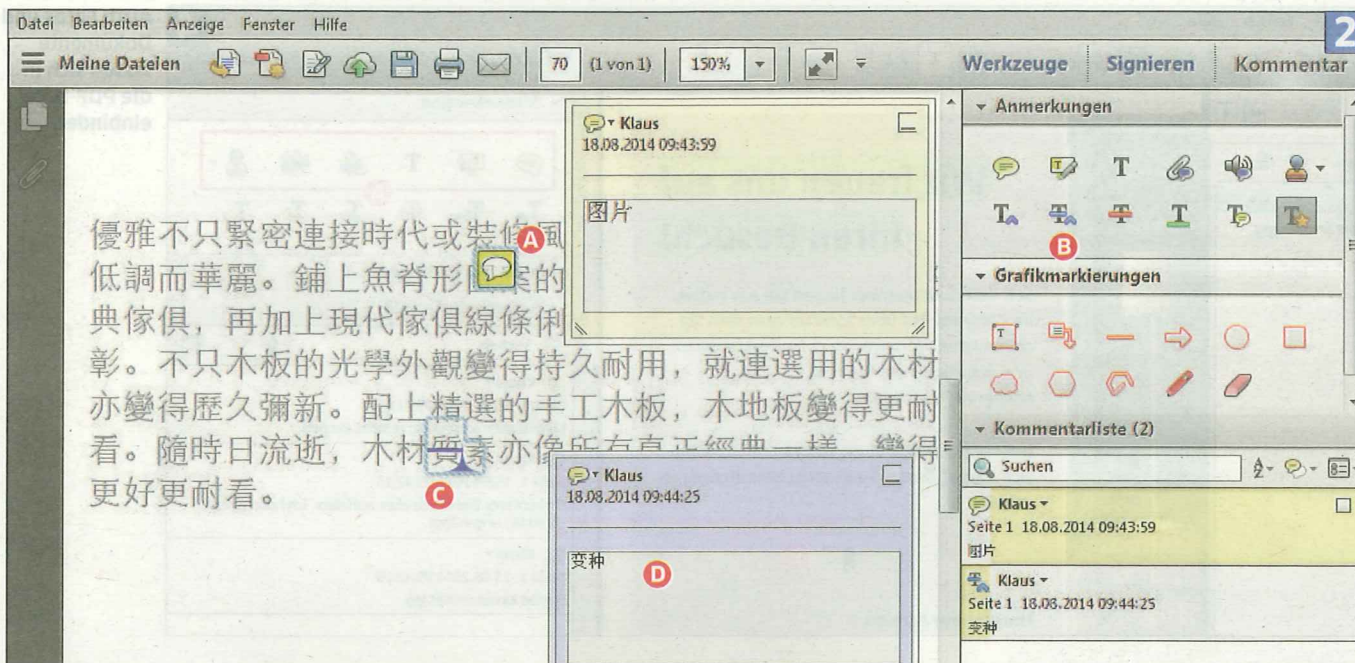 Datei Bearbeiten Anzeige Fenster Hilfe
2
Meine Dateien 70 (1 von 1) 150% Werkzeuge Signieren Kommentar
Klaus
18.08.2014 09:43:59
图片
Anmerkungen
優雅不只緊密連接時代或裝修風
A
低調而華麗。鋪上魚脊形圖案的
B
典傢俱，再加上現代傢俱線條俐
Grafikmarkierungen
彰。不只木板的光學外觀變得持久耐用，就連選用的木材
亦變得歷久彌新。配上精選的手工木板，木地板變得更耐
看。隨時日流逝，木材質素亦像所有真正經典一樣，變得
更好更耐看。
C
Klaus
18.08.2014 09:44:25
变种
D
Kommentarliste (2)
Suchen
Klaus
Seite 1 18.08.2014 09:43:59
图片
Klaus
Seite 1 18.08.2014 09:44:25
变种